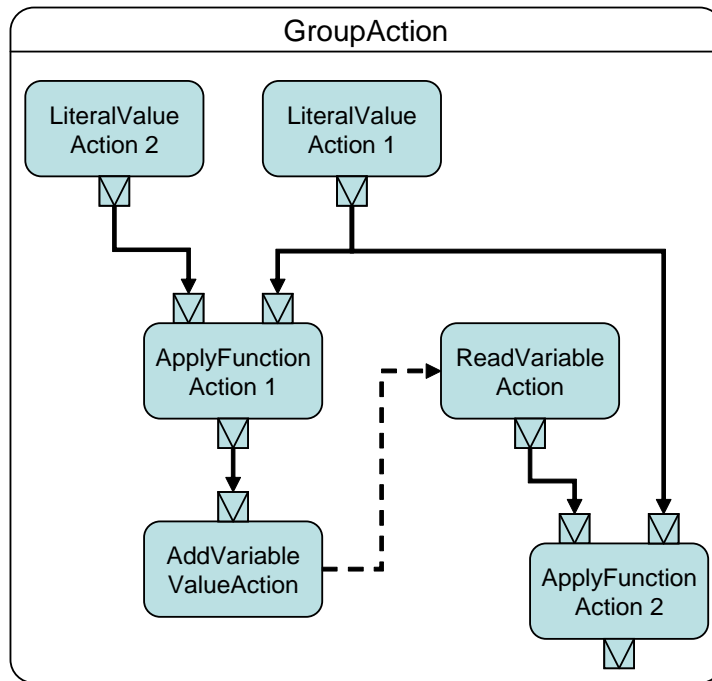 GroupAction
LiteralValue
Action 2
LiteralValue
Action 1
ApplyFunction
Action 1
ReadVariable
Action
AddVariable
ValueAction
ApplyFunction
Action 2